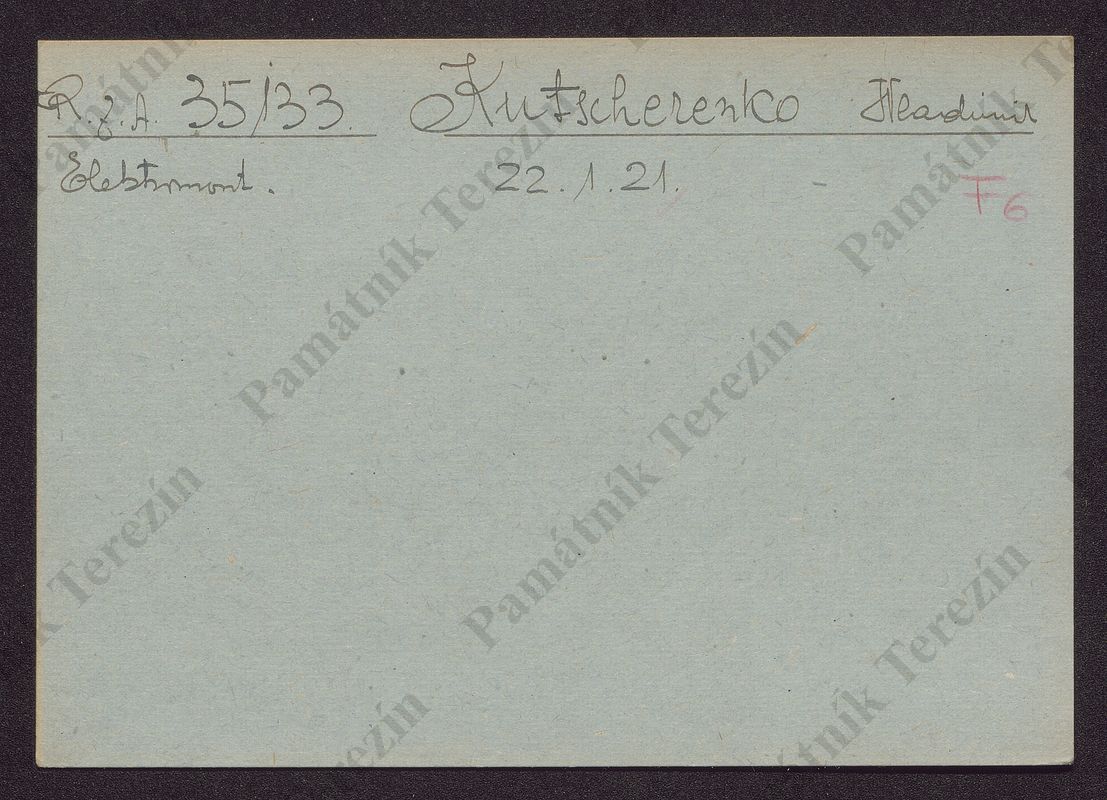 R. z. A. 35/33. Kutscherenko Wladimir
Elektromont. 22.1.21. -
F6
Památník Terezín